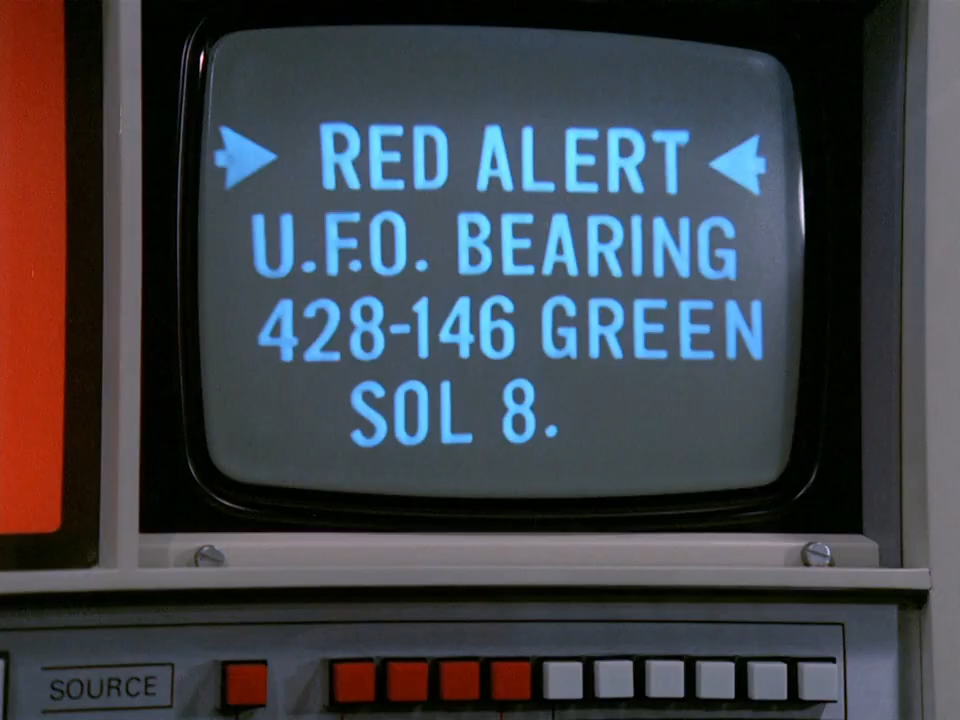 RED ALERT
U.F.O. BEARING
428-146 GREEN
SOL 8.
SOURCE